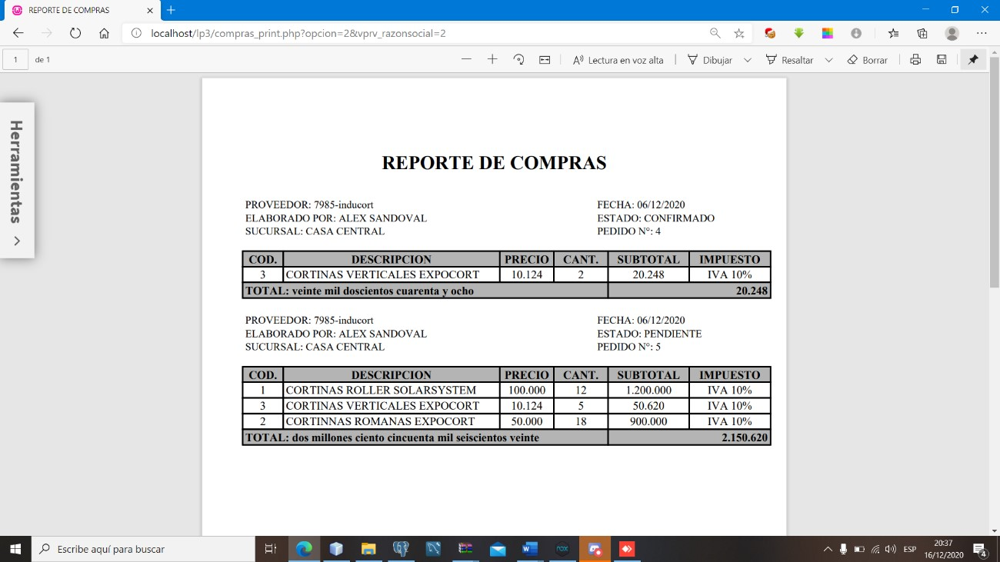 REPORTE DE COMPRAS
localhost/lp3/compras_print.php?opcion=2&vprv_razonsocial=2
1 de 1 Lectura en voz alta Dibujar Resaltar Borrar
Herramientas
REPORTE DE COMPRAS
PROVEEDOR: 7985-inducort FECHA: 06/12/2020
ELABORADO POR: ALEX SANDOVAL ESTADO: CONFIRMADO
SUCURSAL: CASA CENTRAL PEDIDO N°: 4
COD. DESCRIPCION PRECIO CANT. SUBTOTAL IMPUESTO
3 CORTINAS VERTICALES EXPOCORT 10.124 2 20.248 IVA 10%
TOTAL: veinte mil doscientos cuarenta y ocho 20.248
PROVEEDOR: 7985-inducort FECHA: 06/12/2020
ELABORADO POR: ALEX SANDOVAL ESTADO: PENDIENTE
SUCURSAL: CASA CENTRAL PEDIDO N°: 5
COD. DESCRIPCION PRECIO CANT. SUBTOTAL IMPUESTO
1 CORTINAS ROLLER SOLARSYSTEM 100.000 12 1.200.000 IVA 10%
3 CORTINAS VERTICALES EXPOCORT 10.124 5 50.620 IVA 10%
2 CORTINNAS ROMANAS EXPOCORT 50.000 18 900.000 IVA 10%
TOTAL: dos millones ciento cincuenta mil seiscientos veinte 2.150.620
Escribe aquí para buscar nox ESP 20:37
16/12/2020 4